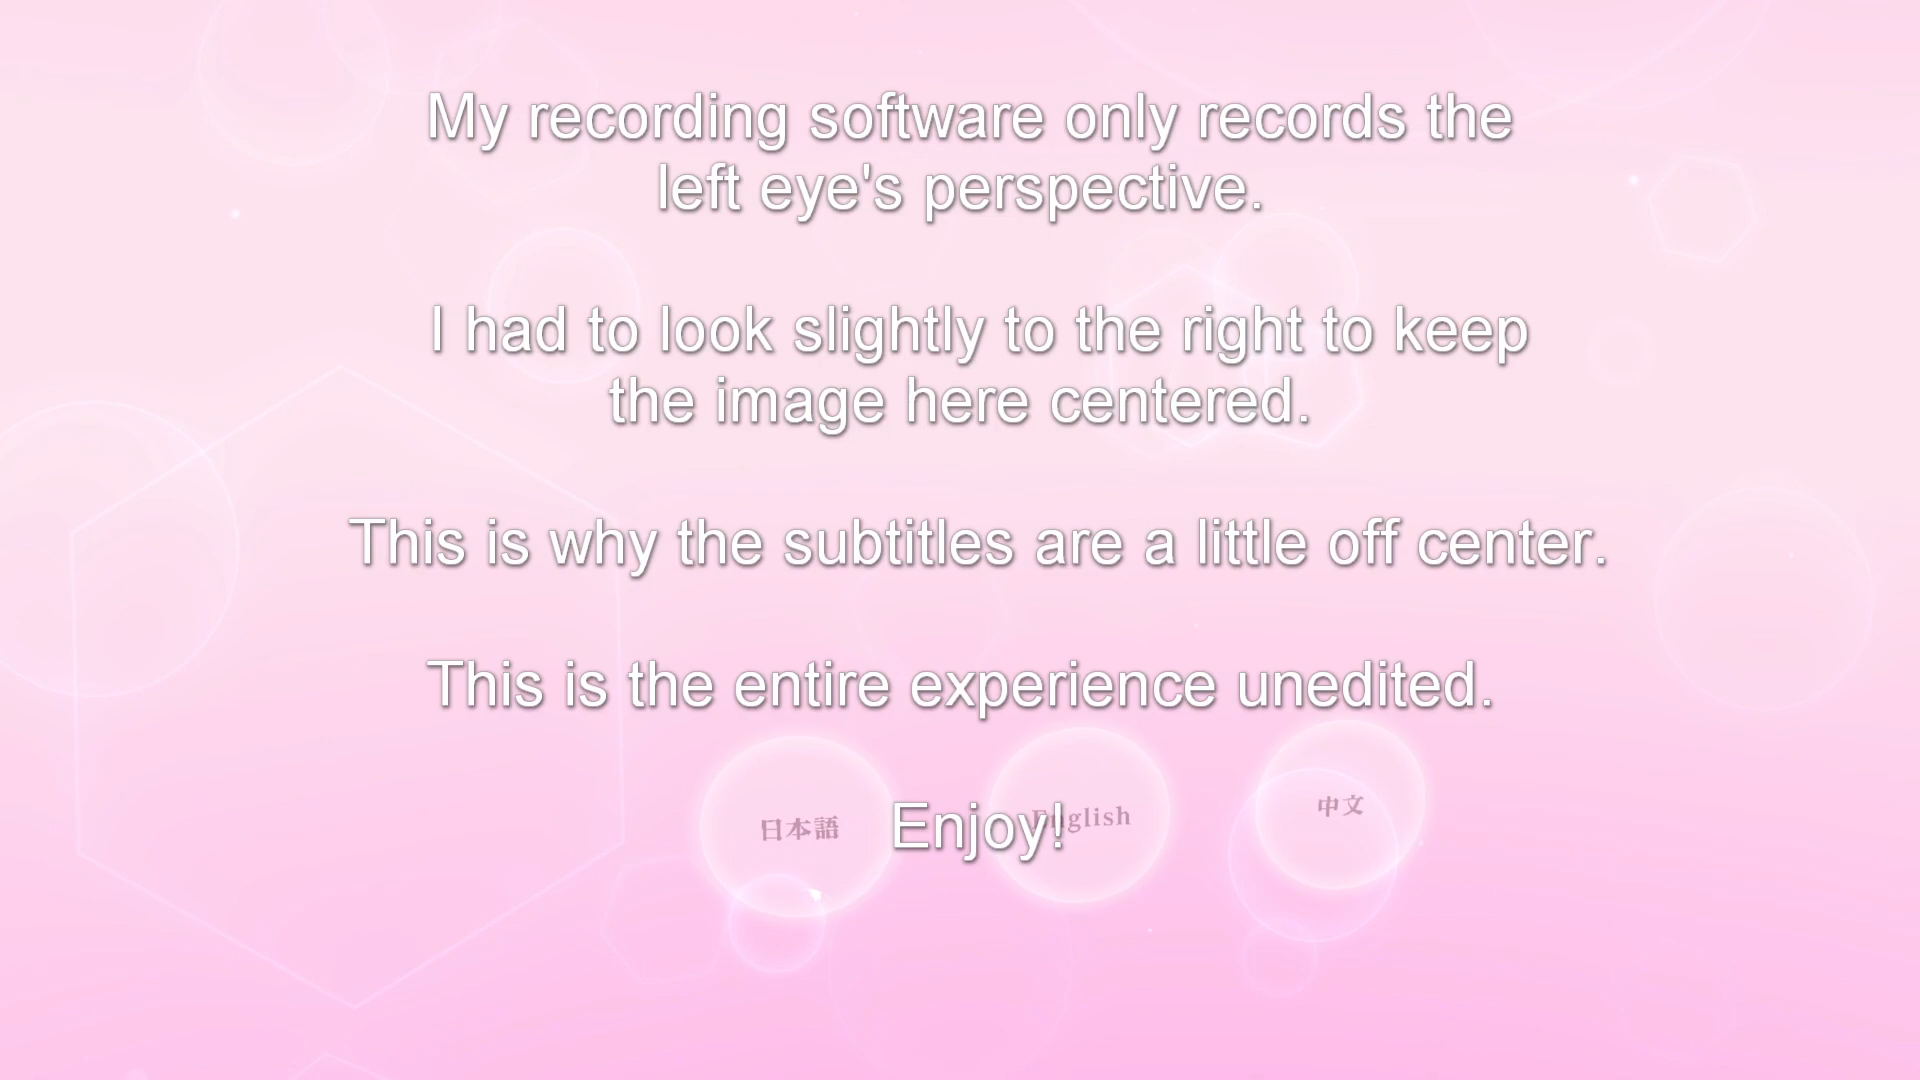 My recording software only records the
left eye's perspective.
I had to look slightly to the right to keep
the image here centered.
This is why the subtitles are a little off center.
This is the entire experience unedited.
Enjoy!
日本語
English
中文